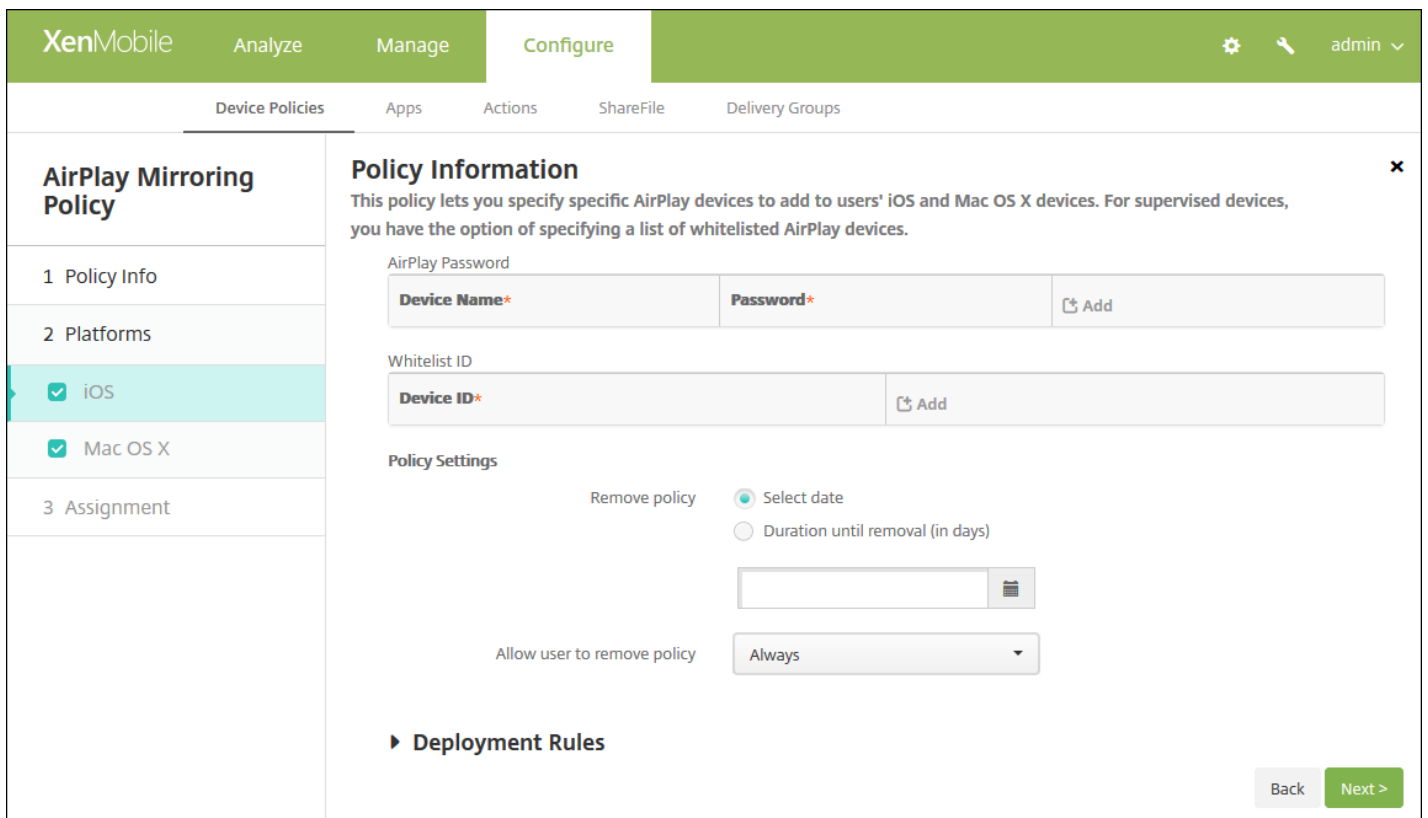 XenMobile Analyze Manage Configure admin
Device Policies Apps Actions ShareFile Delivery Groups
AirPlay Mirroring
Policy
1 Policy Info
2 Platforms
iOS
Mac OS X
3 Assignment
Policy Information
This policy lets you specify specific AirPlay devices to add to users' iOS and Mac OS X devices. For supervised devices,
you have the option of specifying a list of whitelisted AirPlay devices.
AirPlay Password
Device Name* Password* Add
Whitelist ID
Device ID* Add
Policy Settings
Remove policy Select date
Duration until removal (in days)
Allow user to remove policy Always
Deployment Rules
Back Next >